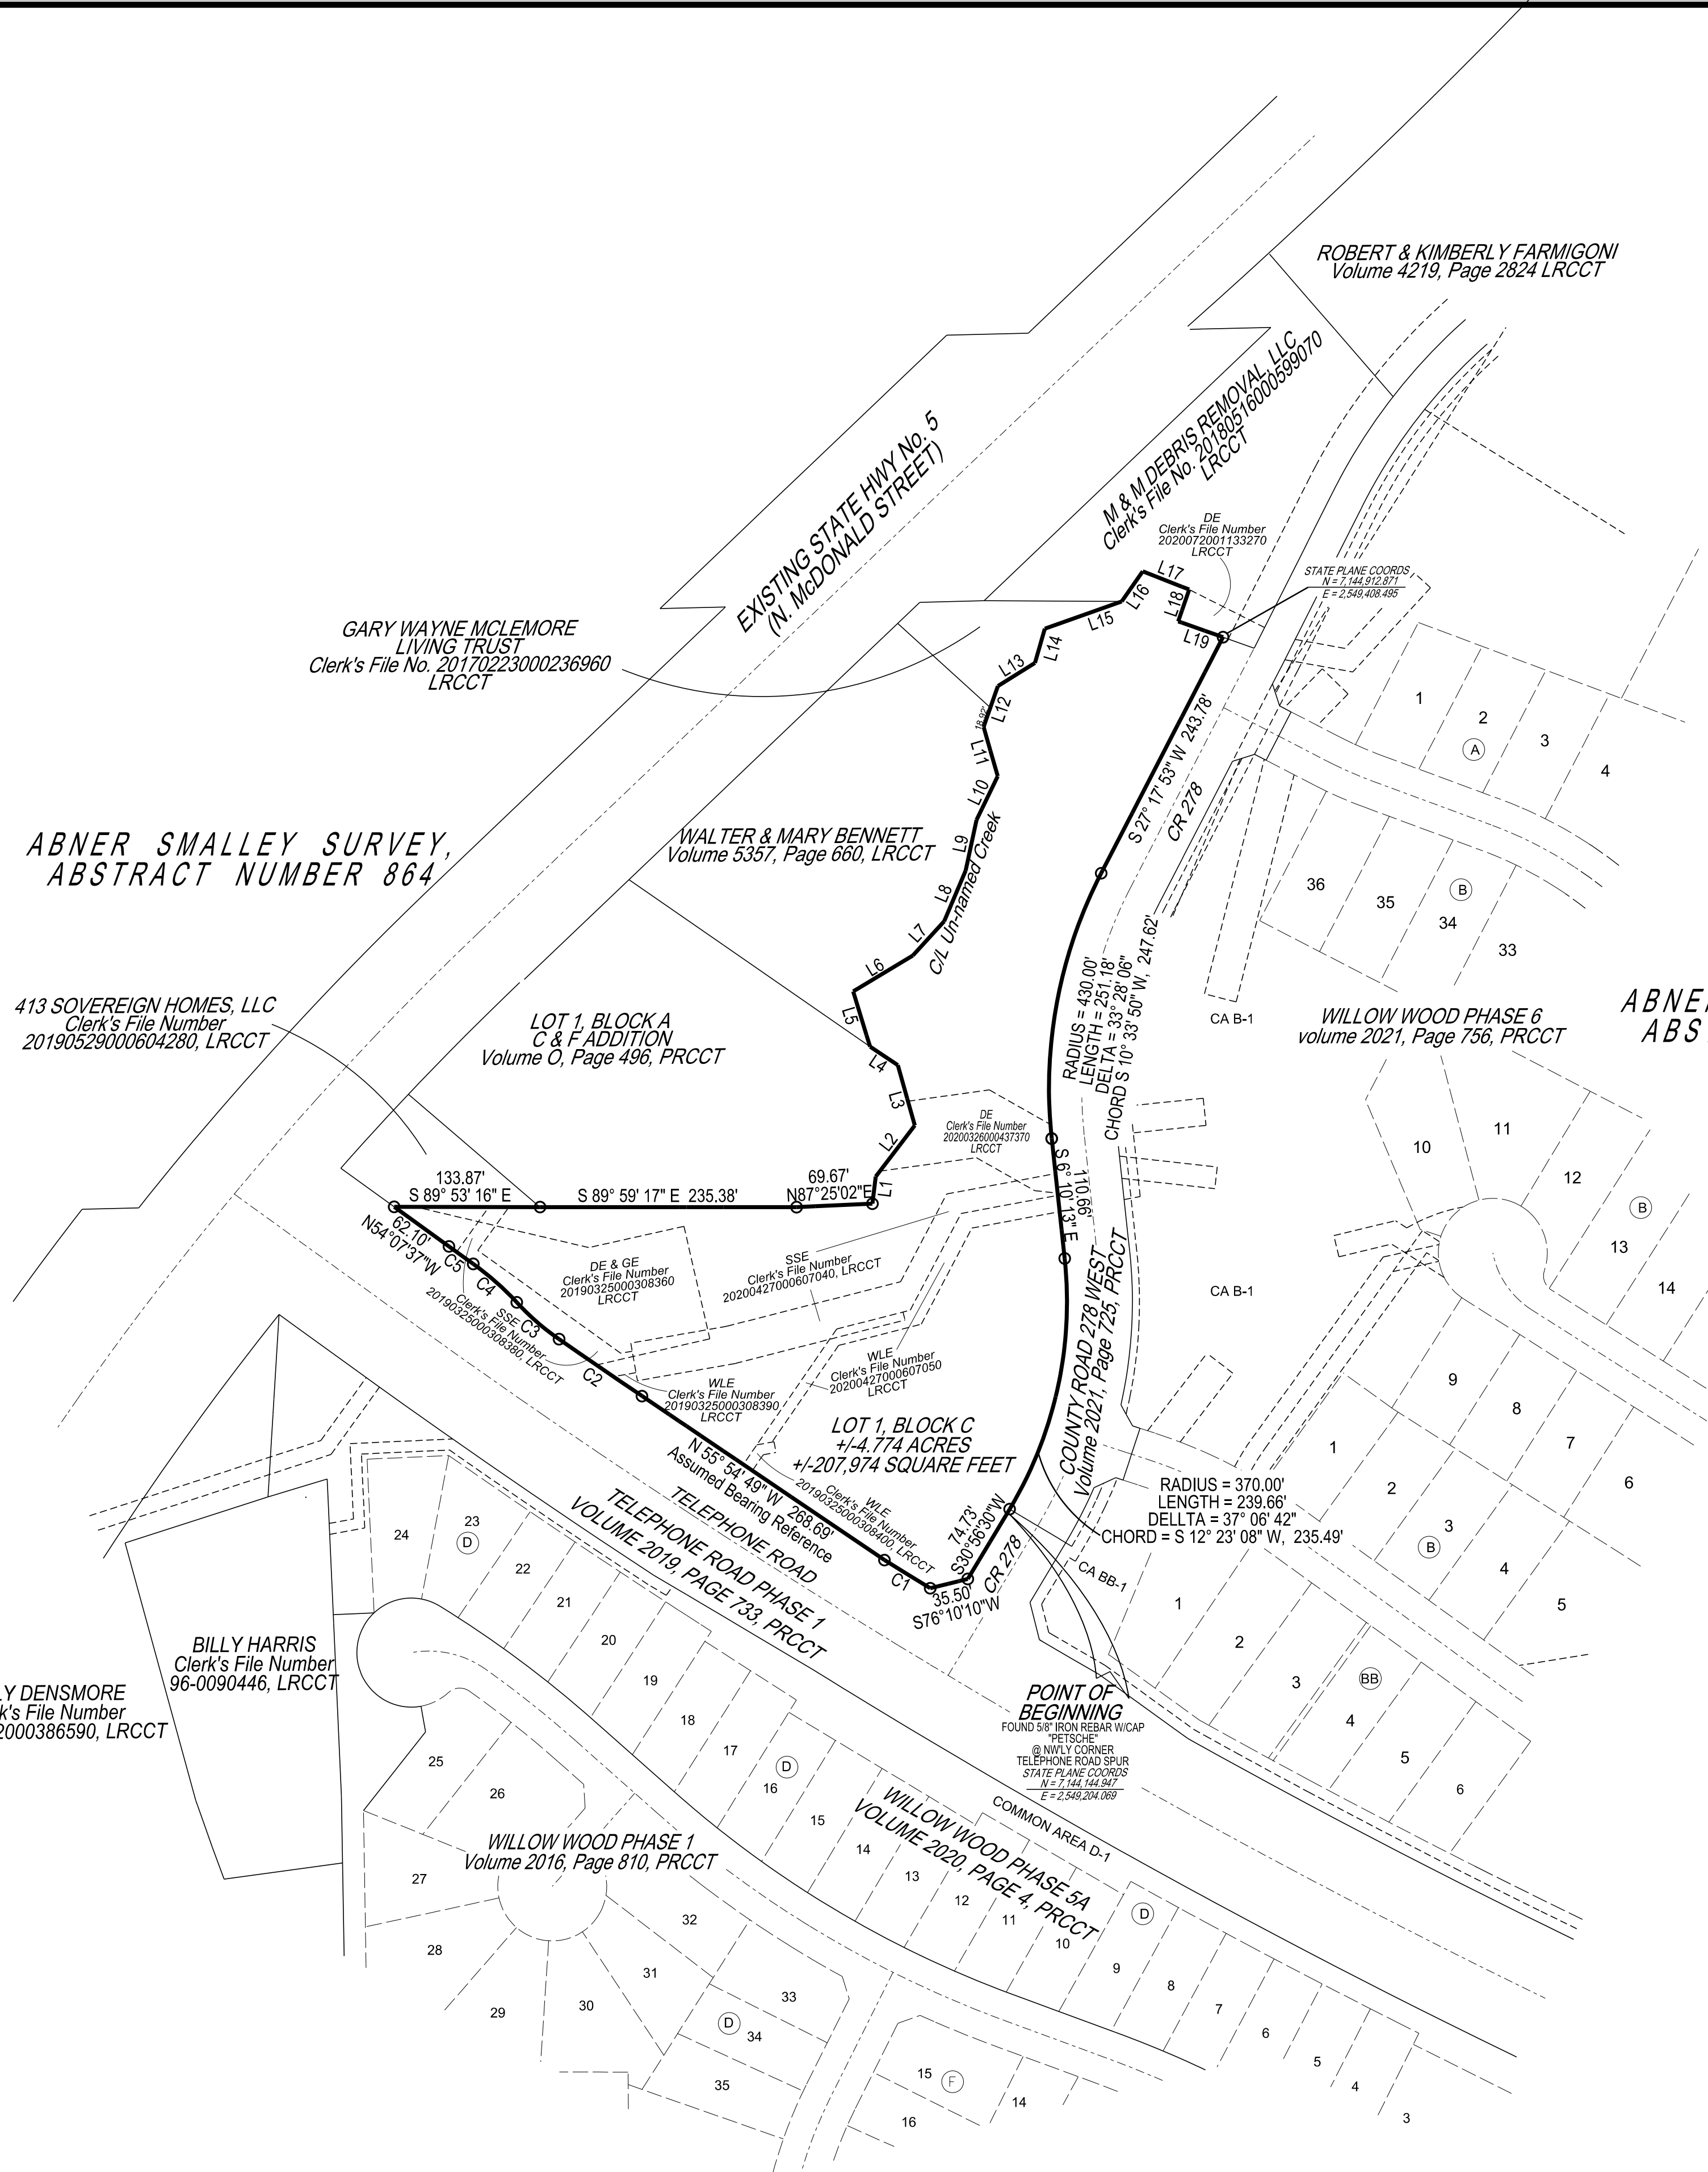 ROBERT & KIMBERLY FARMIGONI
Volume 4219, Page 2824 LRCCT
M & M DEBRIS REMOVAL, LLC
Clerk's File No. 20180516000599070
LRCCT
EXISTING STATE HWY No. 5
(N. McDONALD STREET)
DE
Clerk's File Number
2020072001133270
LRCCT
STATE PLANE COORDS
N = 7,144,912.871
E = 2,549,408.495
GARY WAYNE MCLEMORE
LIVING TRUST
Clerk's File No. 20170223000236960
LRCCT
L17
L16
L18
L15
L19
L14
L13
L12
18.92'
L11
L10
L9
L8
L7
L6
L5
L4
L3
L2
L1
C/L Un-named Creek
S 27° 17' 53" W 243.78'
CR 278
1
2
A
3
4
ABNER SMALLEY SURVEY,
ABSTRACT NUMBER 864
WALTER & MARY BENNETT
Volume 5357, Page 660, LRCCT
36
35
B
34
33
413 SOVEREIGN HOMES, LLC
Clerk's File Number
20190529000604280, LRCCT
LOT 1, BLOCK A
C & F ADDITION
Volume O, Page 496, PRCCT
RADIUS = 430.00'
LENGTH = 251.18'
DELTA = 33° 28' 06"
CHORD S 10° 33' 50" W, 247.62'
CA B-1
WILLOW WOOD PHASE 6
volume 2021, Page 756, PRCCT
ABNE
ABS
DE
Clerk's File Number
20200326000437370
LRCCT
S 6° 10' 13" E
110.66'
133.87'
S 89° 53' 16" E
S 89° 59' 17" E 235.38'
69.67'
N87°25'02"E
62.10'
N54°07'37"W
C5
C4
C3
C2
DE & GE
Clerk's File Number
20190325000308360
LRCCT
SSE
Clerk's File Number
20200427000607040, LRCCT
SSE
Clerk's File Number
20190325000308380, LRCCT
WLE
Clerk's File Number
20200427000607050
LRCCT
WLE
Clerk's File Number
20190325000308390
LRCCT
CA B-1
10
11
12
B
13
14
9
8
7
6
1
2
3
B
4
5
LOT 1, BLOCK C
+/-4.774 ACRES
+/-207,974 SQUARE FEET
COUNTY ROAD 278 WEST
Volume 2021, Page 725, PRCCT
N 55° 54' 49" W 268.69'
Assumed Bearing Reference
WLE
Clerk's File Number
20190325000308400, LRCCT
RADIUS = 370.00'
LENGTH = 239.66'
DELLTA = 37° 06' 42"
CHORD = S 12° 23' 08" W, 235.49'
74.73'
S30°56'30"W
CR 278
C1
35.50'
S76°10'10"W
CA BB-1
TELEPHONE ROAD
TELEPHONE ROAD PHASE 1
VOLUME 2019, PAGE 733, PRCCT
24
23
D
22
21
20
19
18
17
D
16
15
14
13
12
11
10
D
9
8
7
6
5
4
3
1
2
3
BB
4
5
6
BILLY HARRIS
Clerk's File Number
96-0090446, LRCCT
LY DENSMORE
k's File Number
2000386590, LRCCT
POINT OF
BEGINNING
FOUND 5/8" IRON REBAR W/CAP
"PETSCHE"
@ NW'LY CORNER
TELEPHONE ROAD SPUR
STATE PLANE COORDS
N = 7,144,144.947
E = 2,549,204.069
COMMON AREA D-1
WILLOW WOOD PHASE 5A
VOLUME 2020, PAGE 4, PRCCT
WILLOW WOOD PHASE 1
Volume 2016, Page 810, PRCCT
25
26
27
28
29
30
31
32
33
D
34
35
15
F
14
16